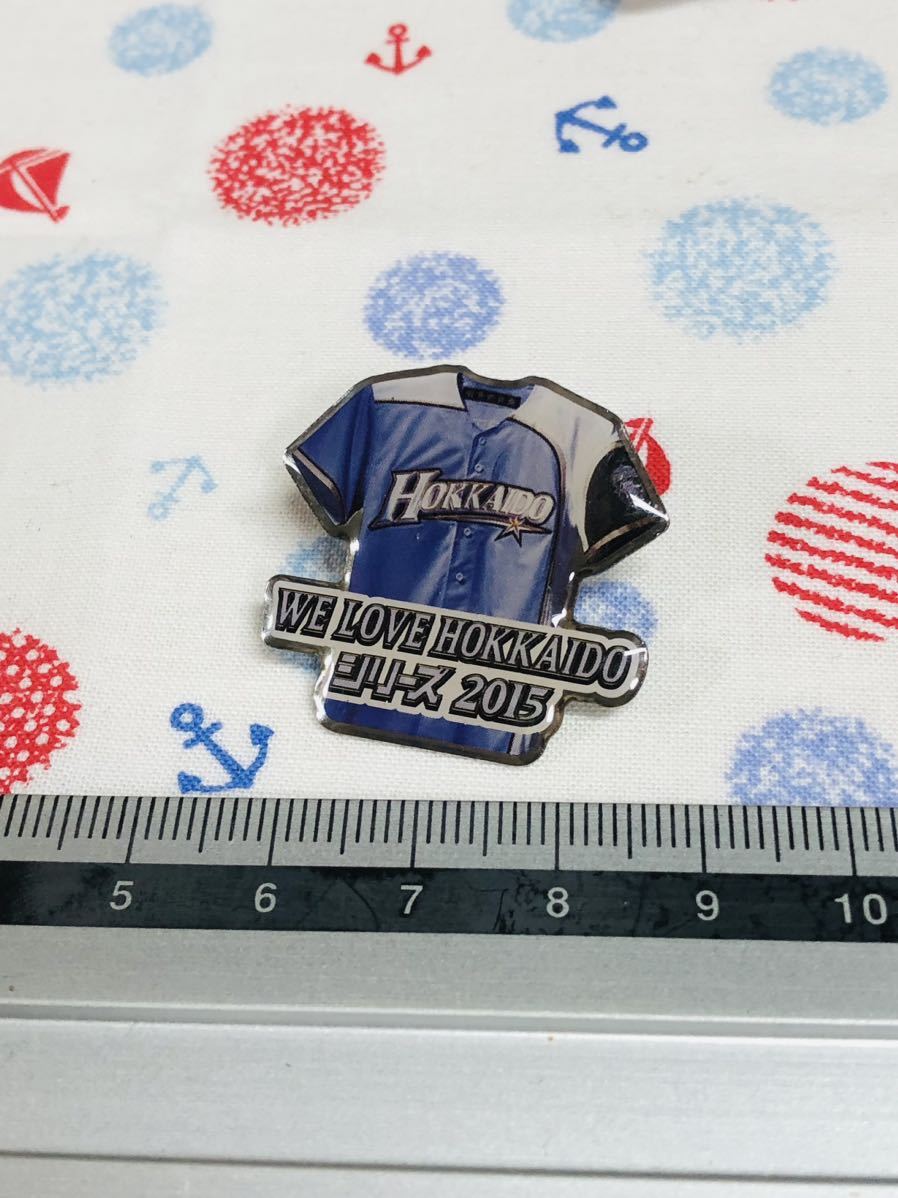 HOKKAIDO
WE LOVE HOKKAIDO
シリーズ 2015
5 6 7 8 9 10